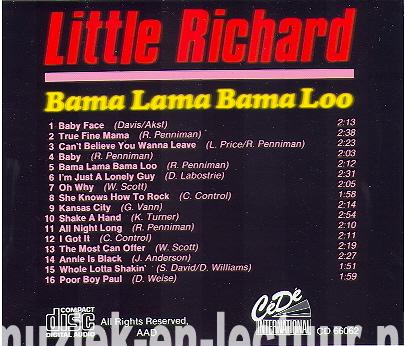 Little Richard
Bama Lama Bama Loo
1 Baby Face (Davis/Akst) 2:13
2 True Fine Mama (R. Penniman) 2:38
3 Can't Believe You Wanna Leave (L. Price/R. Penniman) 2:23
4 Baby (R. Penniman) 2:03
5 Bama Lama Bama Loo (R. Penniman) 2:12
6 I'm Just A Lonely Guy (D. Labostrie) 2:31
7 Oh Why (W. Scott) 2:05
8 She Knows How To Rock (C. Control) 1:58
9 Kansas City (G. Vann) 2:14
10 Shake A Hand (K. Turner) 2:54
11 All Night Long (R. Penniman) 2:10
12 I Got It (C. Control) 2:11
13 The Most Can Offer (W. Scott) 2:19
14 Annie Is Black (J. Anderson) 2:27
15 Whole Lotta Shakin' (S. David/D. Williams) 1:51
16 Poor Boy Paul (D. Weise) 1:59
COMPACT
disc
DIGITAL AUDIO
All Rights Reserved,
AAD
CéDé
INTERNATIONAL
CD 66062
muziek-en-lectuur.n